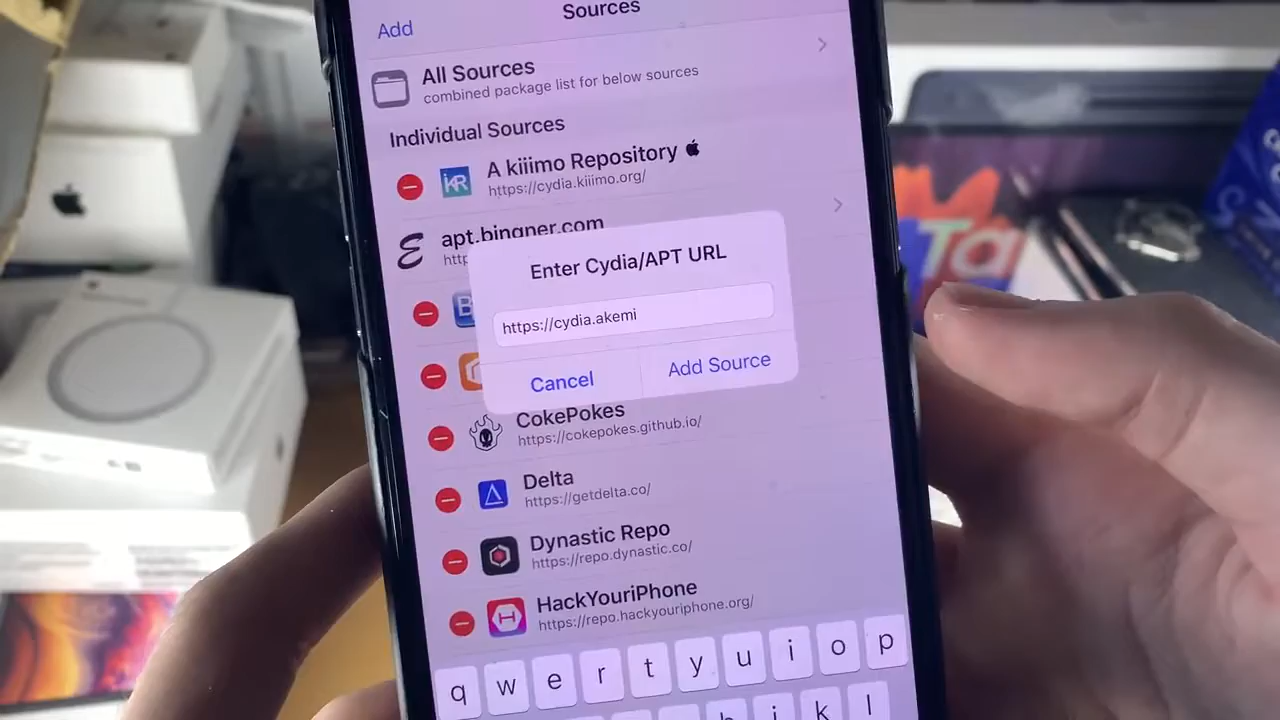 Sources
Add
All Sources
combined package list for below sources
Individual Sources
A kiiimo Repository
https://cydia.kiiimo.org/
apt.bingner.com
Enter Cydia/APT URL
https://cydia.akemi
Cancel
Add Source
CokePokes
https://cokepokes.github.io/
Delta
https://getdelta.co/
Dynastic Repo
https://repo.dynastic.co/
HackYouriPhone
https://repo.hackyouriphone.org/
q w e r t y u i o p
Ta